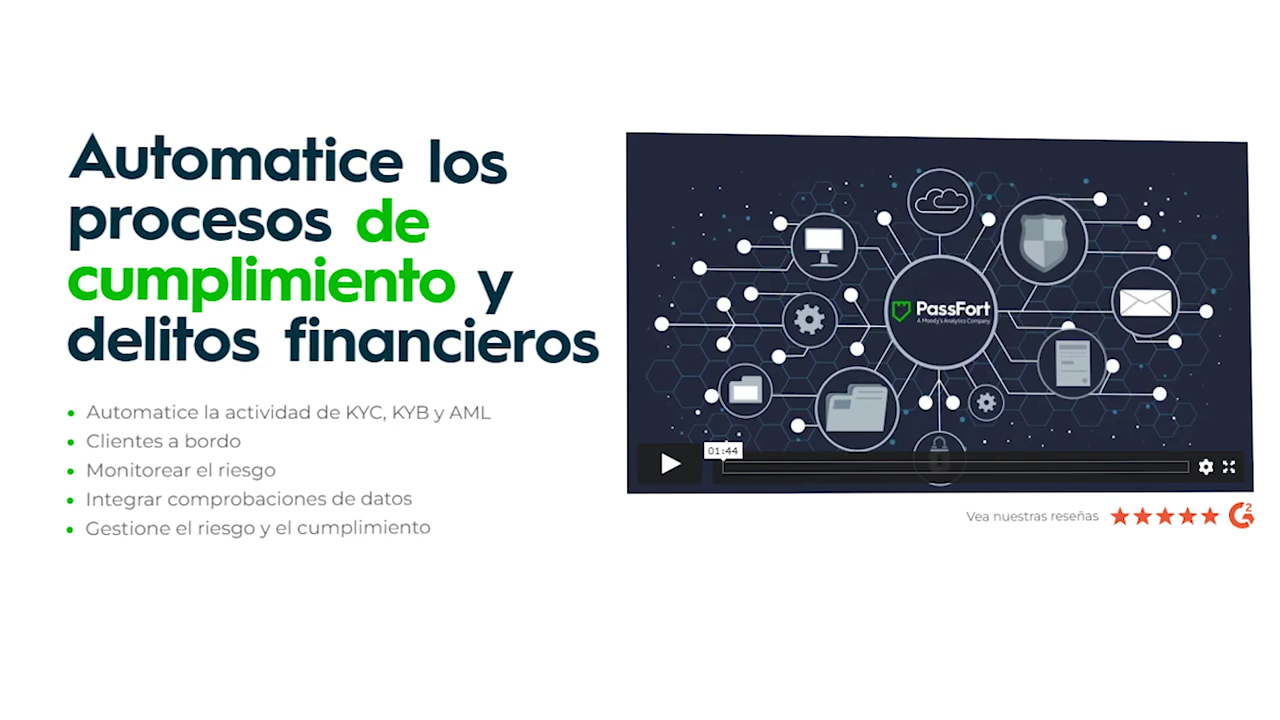 Automatice los
procesos de
cumplimiento y
delitos financieros
Automatice la actividad de KYC, KYB y AML
Clientes a bordo
Monitorear el riesgo
Integrar comprobaciones de datos
Gestione el riesgo y el cumplimiento
PassFort
A Moody's Analytics Company
01:44
Vea nuestras reseñas
G2